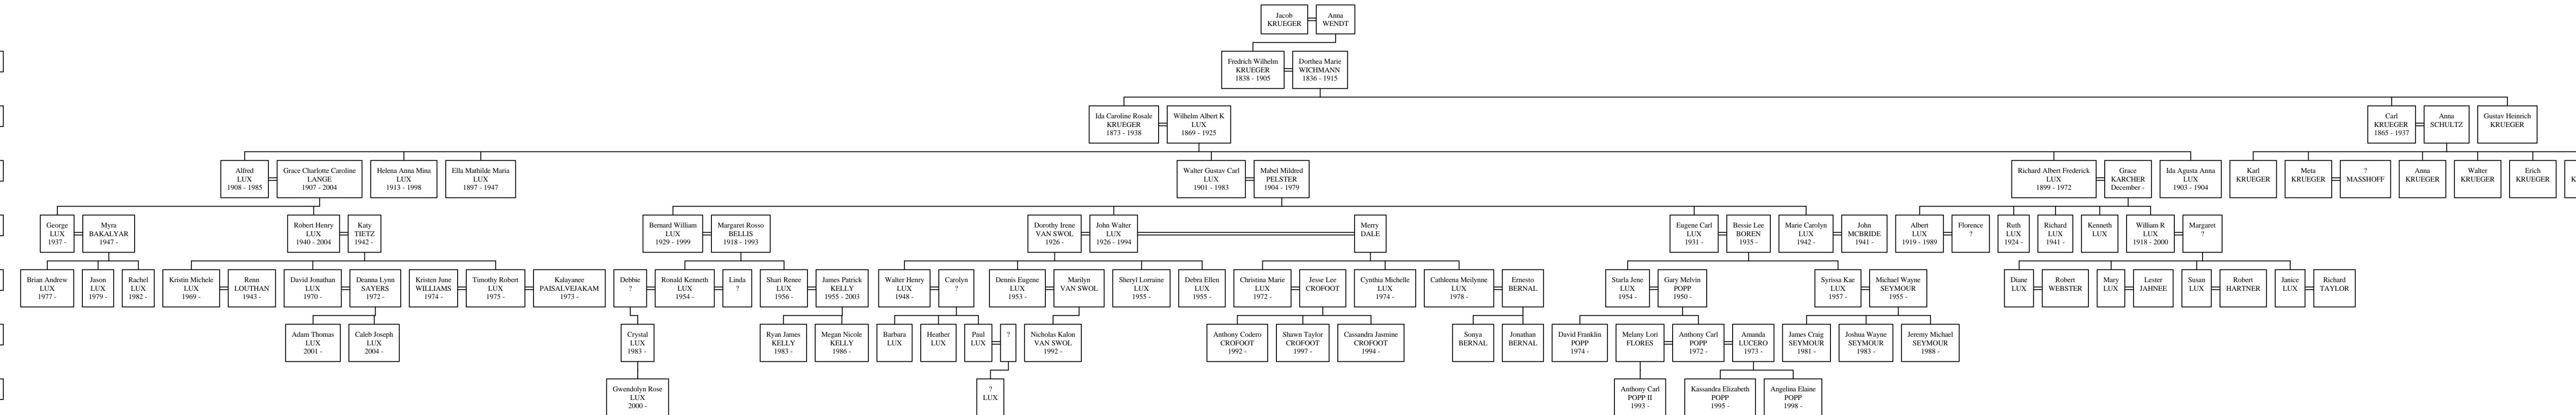 Jacob
KRUEGER
Anna
WENDT
Fredrich Wilhelm
KRUEGER
1838 - 1905
Dorthea Marie
WICHMANN
1836 - 1915
Ida Caroline Rosale
KRUEGER
1873 - 1938
Wilhelm Albert K
LUX
1869 - 1925
Carl
KRUEGER
1865 - 1937
Anna
SCHULTZ
Gustav Heinrich
KRUEGER
Alfred
LUX
1908 - 1985
Grace Charlotte Caroline
LANGE
1907 - 2004
Helena Anna Mina
LUX
1913 - 1998
Ella Mathilde Maria
LUX
1897 - 1947
Walter Gustav Carl
LUX
1901 - 1983
Mabel Mildred
PELSTER
1904 - 1979
Richard Albert Frederick
LUX
1899 - 1972
Grace
KARCHER
December -
Ida Agusta Anna
LUX
1903 - 1904
Karl
KRUEGER
Meta
KRUEGER
?
MASSHOFF
Anna
KRUEGER
Walter
KRUEGER
Erich
KRUEGER
K
George
LUX
1937 -
Myra
BAKALYAR
1947 -
Robert Henry
LUX
1940 - 2004
Katy
TIETZ
1942 -
Bernard William
LUX
1929 - 1999
Margaret Rosso
BELLIS
1918 - 1993
Dorothy Irene
VAN SWOL
1926 -
John Walter
LUX
1926 - 1994
Merry
DALE
Eugene Carl
LUX
1931 -
Bessie Lee
BOREN
1935 -
Marie Carolyn
LUX
1942 -
John
MCBRIDE
1941 -
Albert
LUX
1919 - 1989
Florence
?
Ruth
LUX
1924 -
Richard
LUX
1941 -
Kenneth
LUX
William R
LUX
1918 - 2000
Margaret
?
Brian Andrew
LUX
1977 -
Jason
LUX
1979 -
Rachel
LUX
1982 -
Kristin Michele
LUX
1969 -
Renn
LOUTHAN
1943 -
David Jonathan
LUX
1970 -
Deanna Lynn
SAYERS
1972 -
Kristen June
WILLIAMS
1974 -
Timothy Robert
LUX
1975 -
Kalayanee
PAISALVEJAKAM
1973 -
Debbie
?
Ronald Kenneth
LUX
1954 -
Linda
?
Shari Renee
LUX
1956 -
James Patrick
KELLY
1955 - 2003
Walter Henry
LUX
1948 -
Carolyn
?
Dennis Eugene
LUX
1953 -
Marilyn
VAN SWOL
Sheryl Lorraine
LUX
1955 -
Debra Ellen
LUX
1955 -
Christina Marie
LUX
1972 -
Jesse Lee
CROFOOT
Cynthia Michelle
LUX
1974 -
Cathleena Meilynne
LUX
1978 -
Ernesto
BERNAL
Starla Jene
LUX
1954 -
Gary Melvin
POPP
1950 -
Syrissa Kae
LUX
1957 -
Michael Wayne
SEYMOUR
1955 -
Diane
LUX
Robert
WEBSTER
Mary
LUX
Lester
JAHNEE
Susan
LUX
Robert
HARTNER
Janice
LUX
Richard
TAYLOR
Adam Thomas
LUX
2001 -
Caleb Joseph
LUX
2004 -
Crystal
LUX
1983 -
Ryan James
KELLY
1983 -
Megan Nicole
KELLY
1986 -
Barbara
LUX
Heather
LUX
Paul
LUX
?
Nicholas Kalon
VAN SWOL
1992 -
Anthony Codero
CROFOOT
1992 -
Shawn Taylor
CROFOOT
1997 -
Cassandra Jasmine
CROFOOT
1994 -
Sonya
BERNAL
Jonathan
BERNAL
David Franklin
POPP
1974 -
Melany Lori
FLORES
Anthony Carl
POPP
1972 -
Amanda
LUCERO
1973 -
James Craig
SEYMOUR
1981 -
Joshua Wayne
SEYMOUR
1983 -
Jeremy Michael
SEYMOUR
1988 -
Gwendolyn Rose
LUX
2000 -
?
LUX
Anthony Carl
POPP II
1993 -
Kassandra Elizabeth
POPP
1995 -
Angelina Elaine
POPP
1998 -